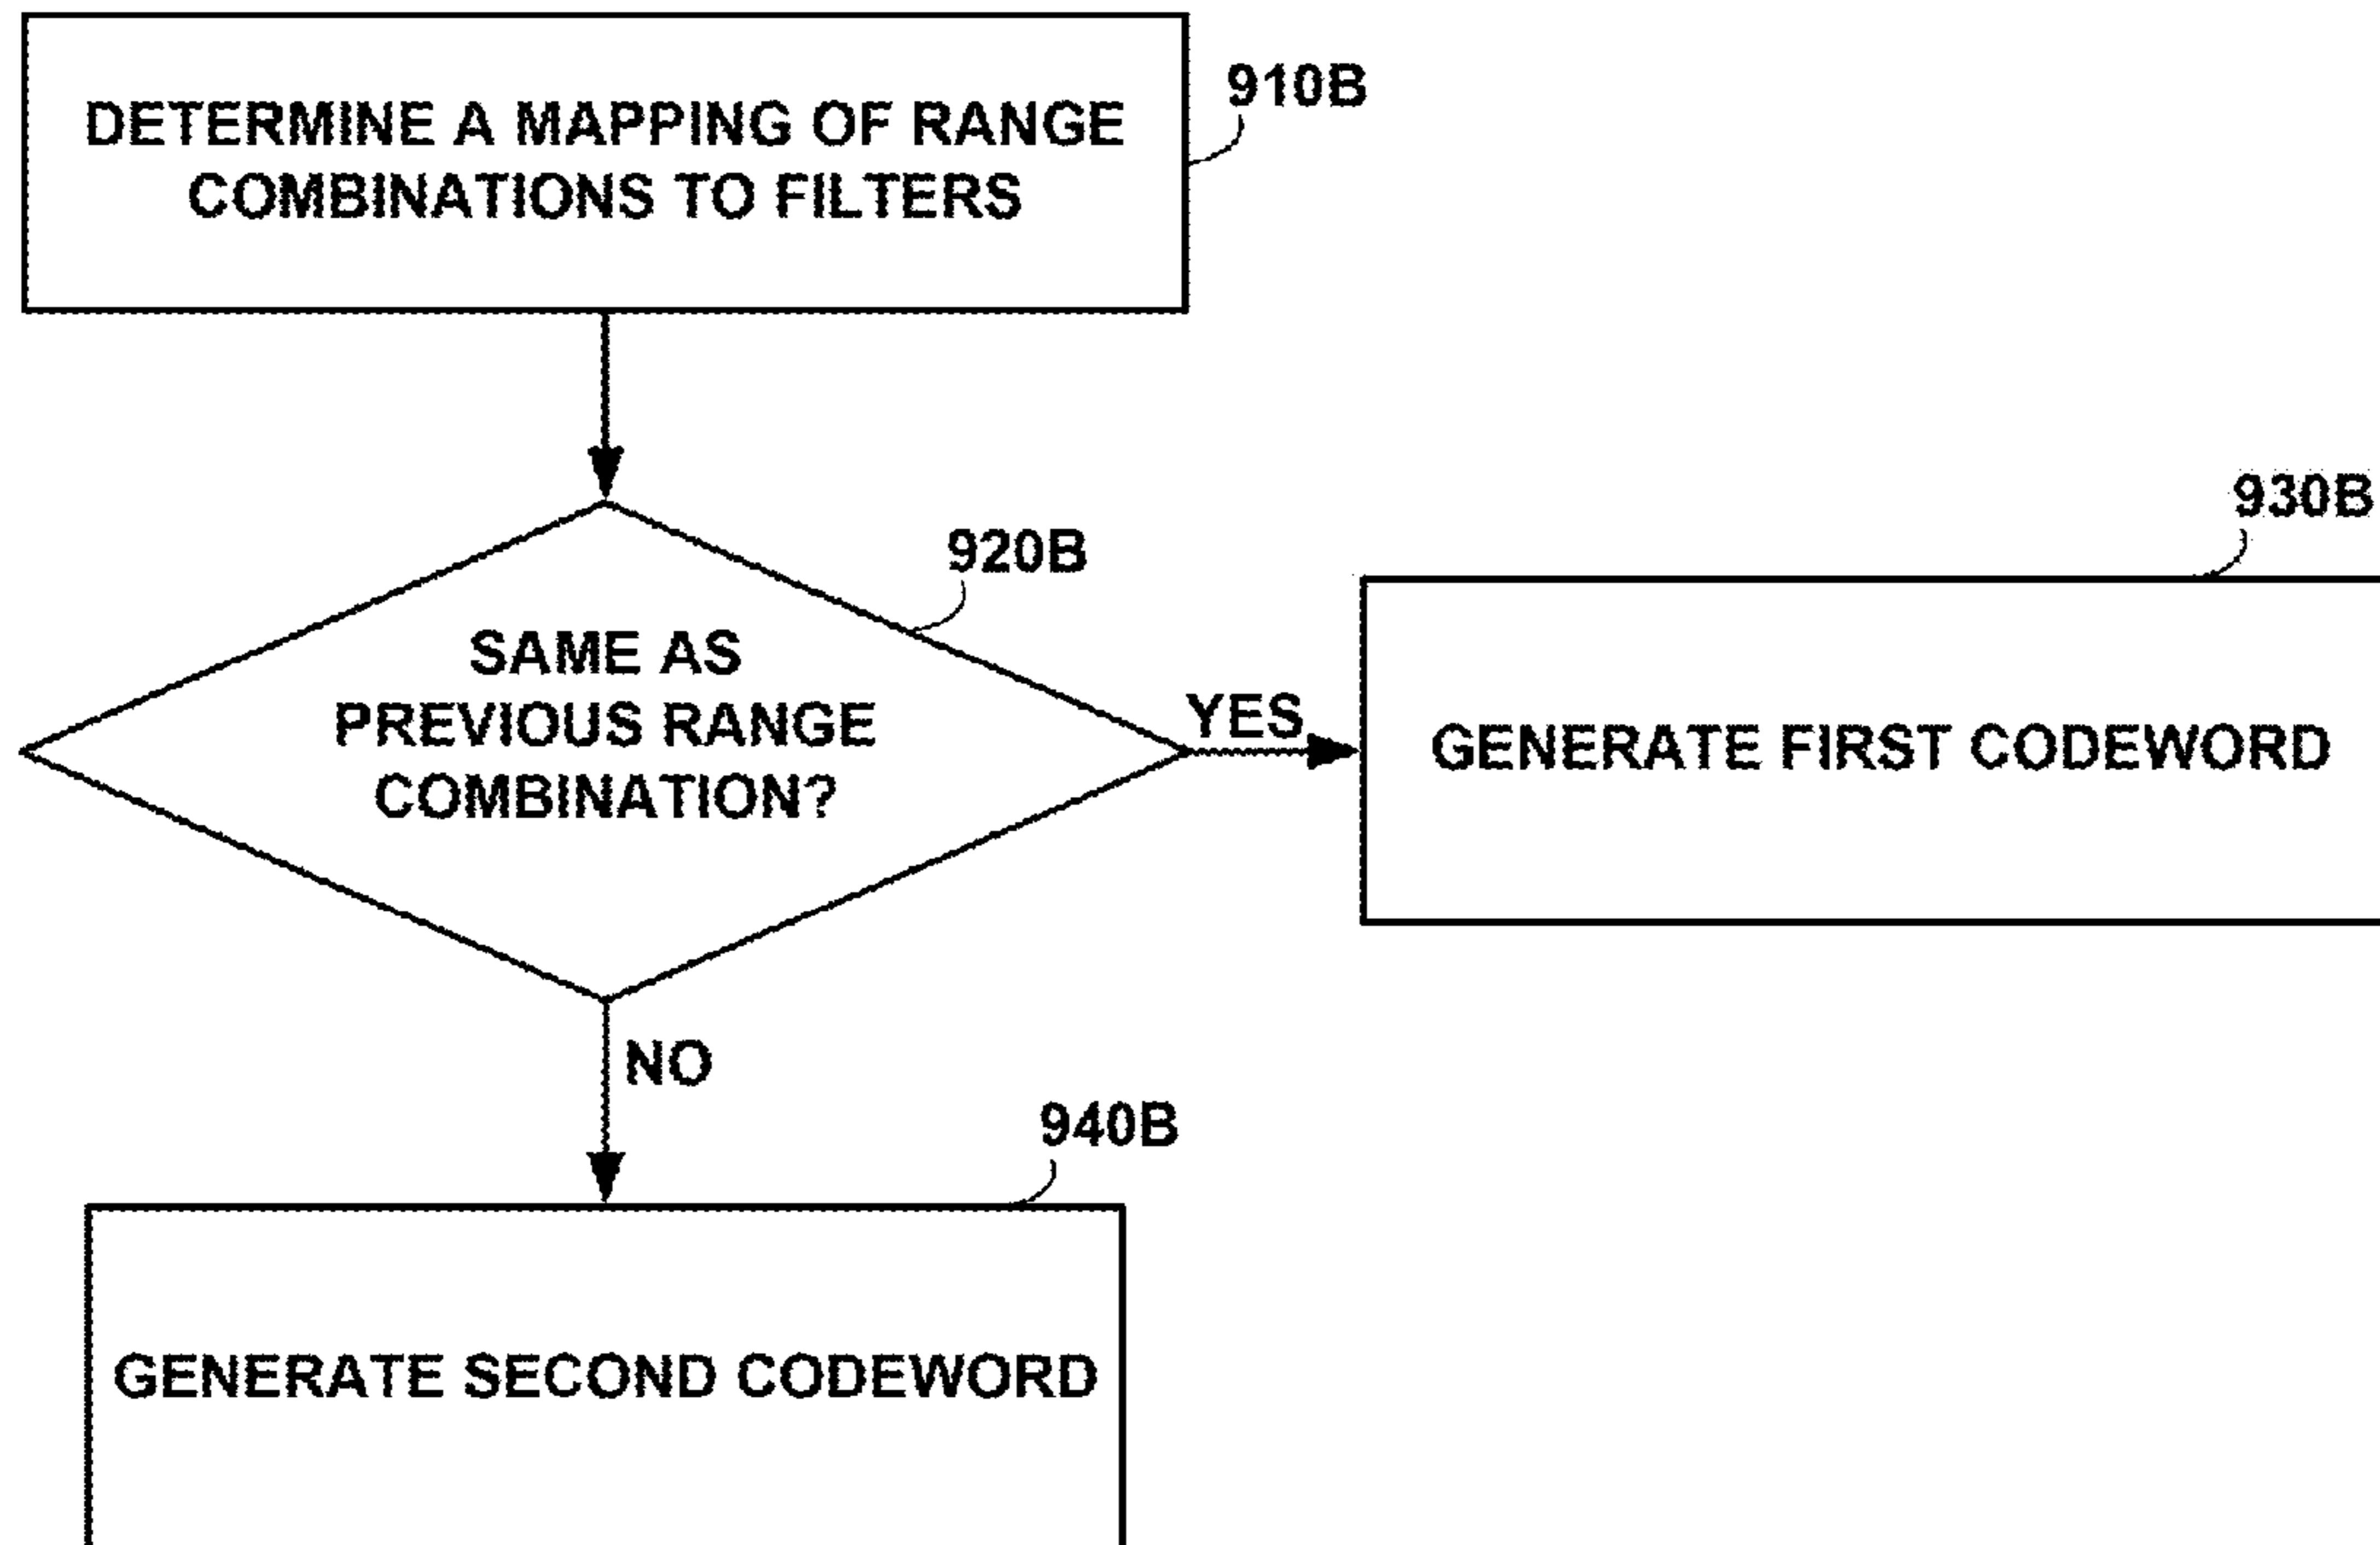 DETERMINE A MAPPING OF RANGE
COMBINATIONS TO FILTERS
910B
SAME AS
PREVIOUS RANGE
COMBINATION?
920B
YES
GENERATE FIRST CODEWORD
930B
NO
GENERATE SECOND CODEWORD
940B